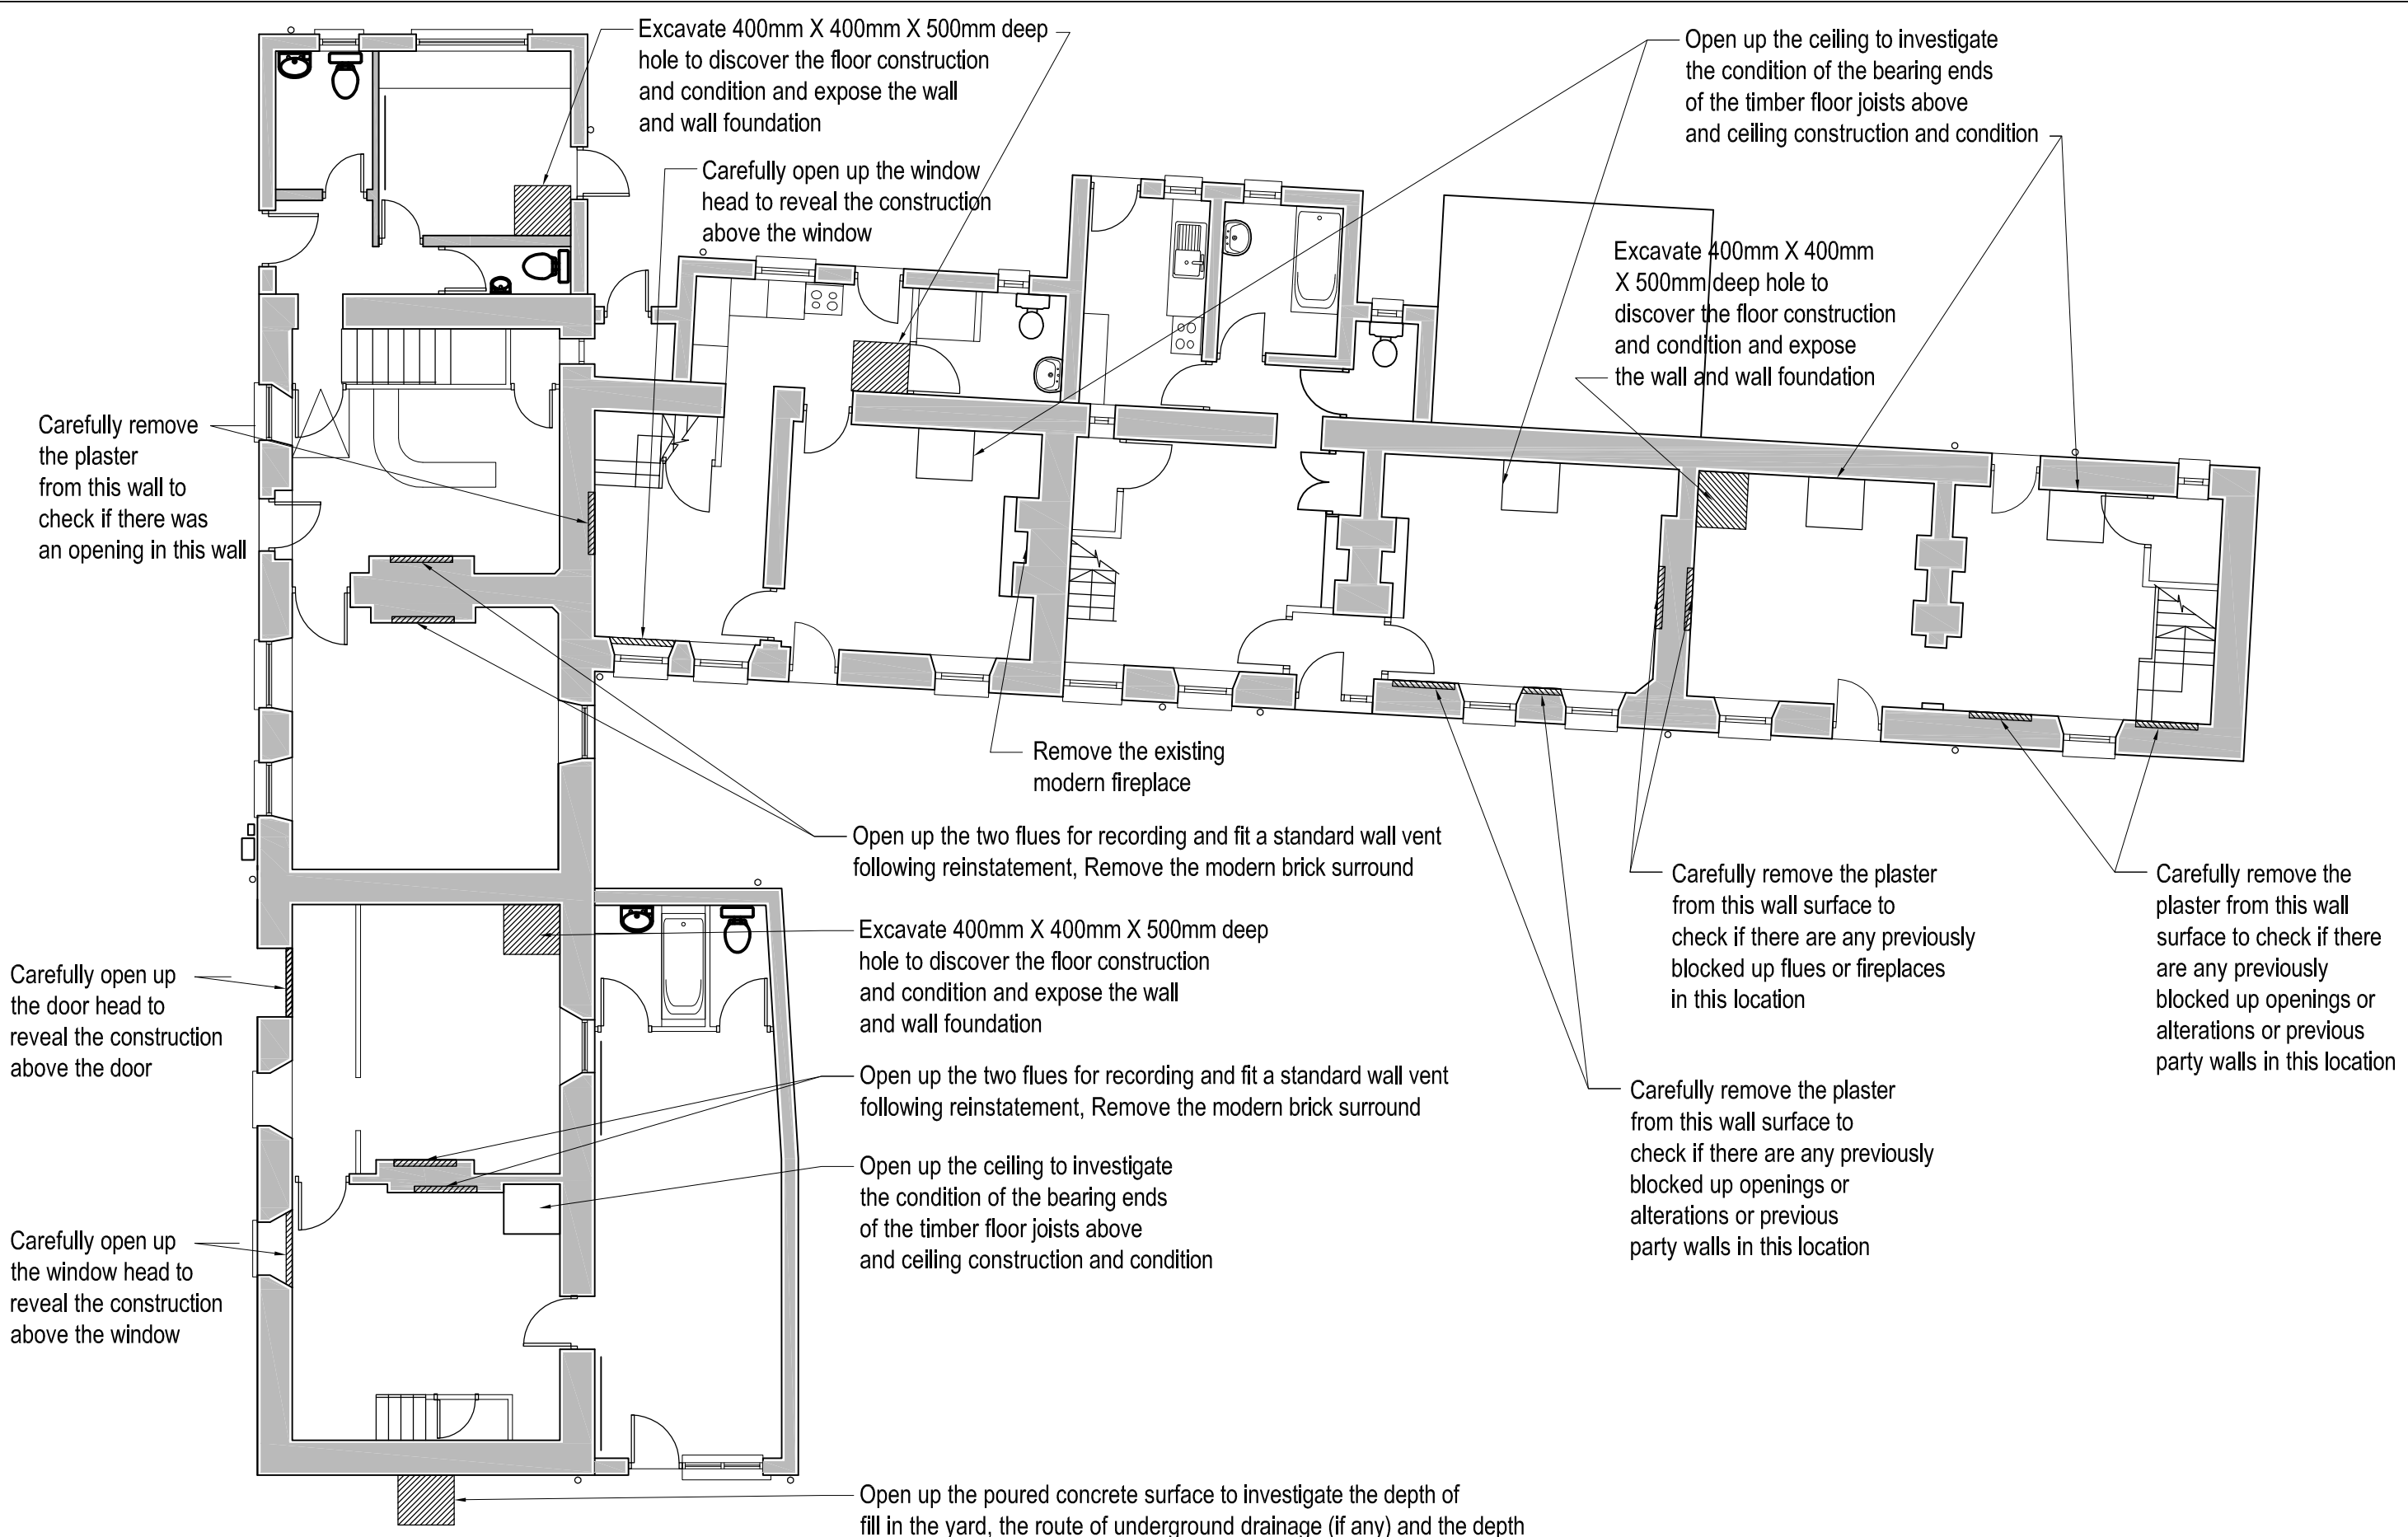 Excavate 400mm X 400mm X 500mm deep
hole to discover the floor construction
and condition and expose the wall
and wall foundation
Open up the ceiling to investigate
the condition of the bearing ends
of the timber floor joists above
and ceiling construction and condition
Carefully open up the window
head to reveal the construction
above the window
Excavate 400mm X 400mm
X 500mm deep hole to
discover the floor construction
and condition and expose
the wall and wall foundation
Carefully remove
the plaster
from this wall to
check if there was
an opening in this wall
Remove the existing
modern fireplace
Open up the two flues for recording and fit a standard wall vent
following reinstatement, Remove the modern brick surround
Carefully remove the plaster
from this wall surface to
check if there are any previously
blocked up flues or fireplaces
in this location
Carefully remove the
plaster from this wall
surface to check if there
are any previously
blocked up openings or
alterations or previous
party walls in this location
Excavate 400mm X 400mm X 500mm deep
hole to discover the floor construction
and condition and expose the wall
and wall foundation
Carefully open up
the door head to
reveal the construction
above the door
Open up the two flues for recording and fit a standard wall vent
following reinstatement, Remove the modern brick surround
Carefully remove the plaster
from this wall surface to
check if there are any previously
blocked up openings or
alterations or previous
party walls in this location
Open up the ceiling to investigate
the condition of the bearing ends
of the timber floor joists above
and ceiling construction and condition
Carefully open up
the window head to
reveal the construction
above the window
Open up the poured concrete surface to investigate the depth of
fill in the yard, the route of underground drainage (if any) and the depth